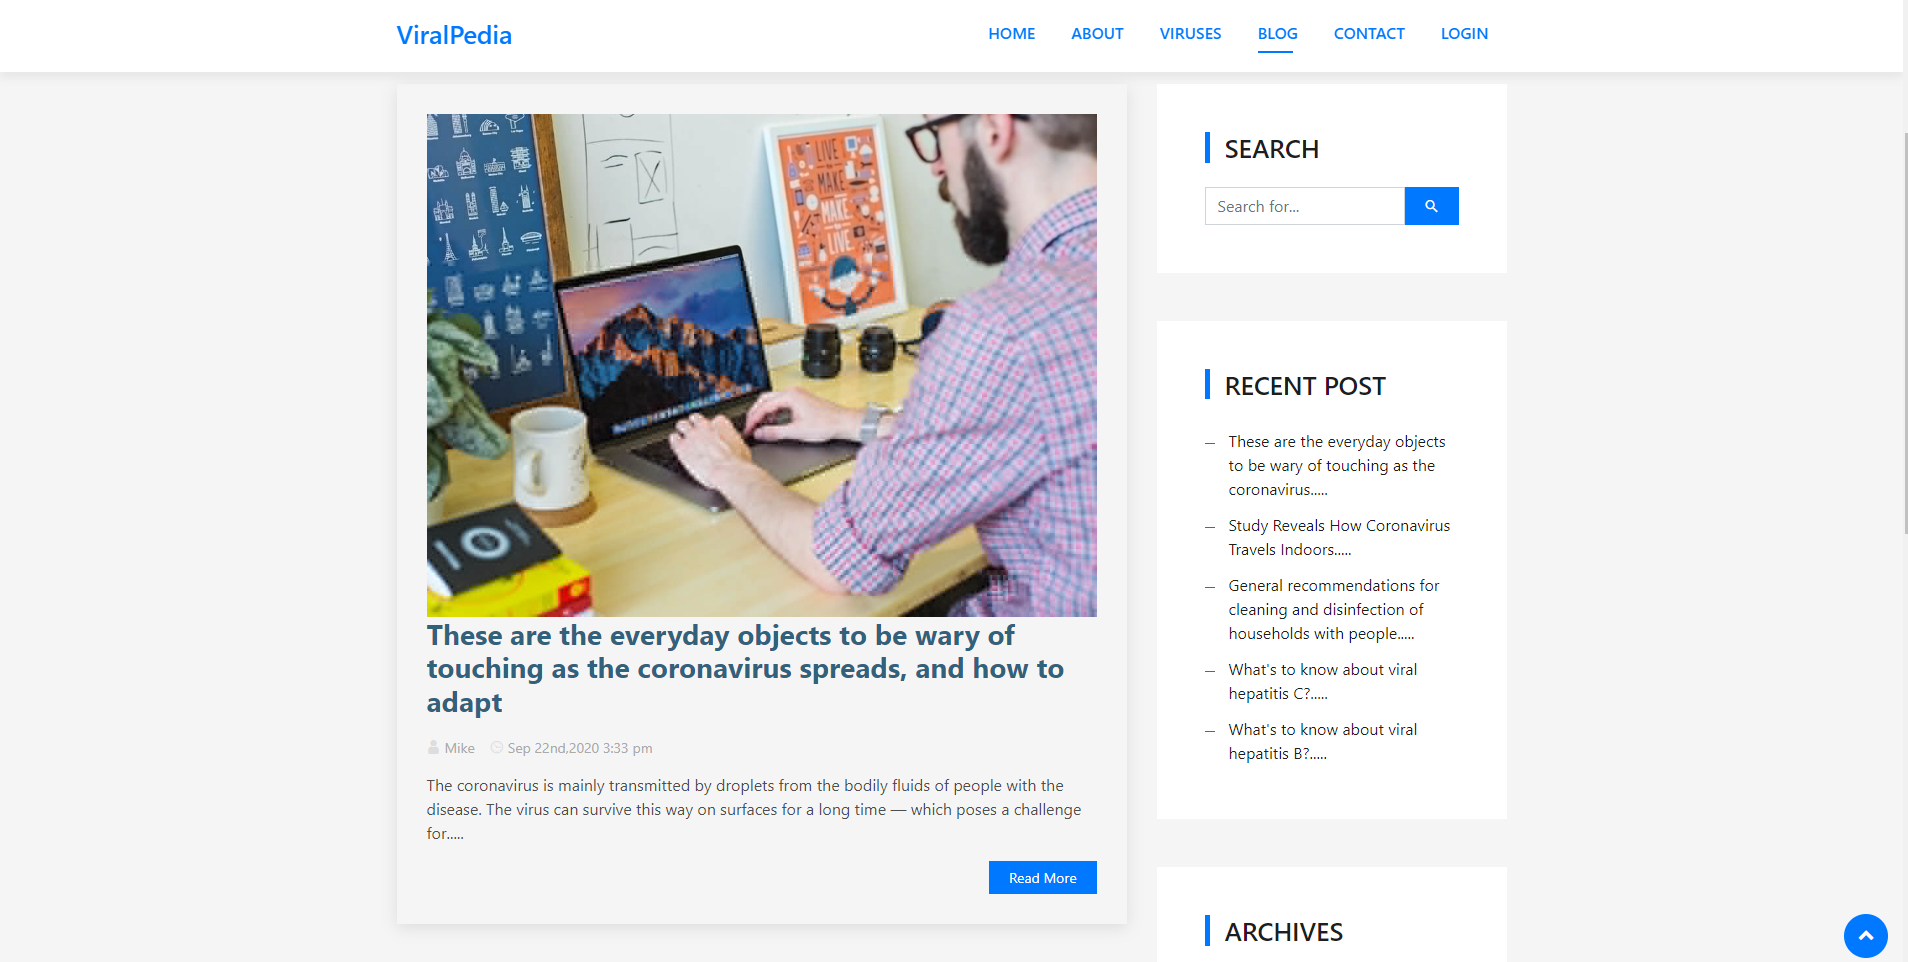 ViralPedia
HOME ABOUT VIRUSES BLOG CONTACT LOGIN
LIVE
TO
MAKE
MAKE
TO
LIVE
These are the everyday objects to be wary of
touching as the coronavirus spreads, and how to
adapt
Mike Sep 22nd,2020 3:33 pm
The coronavirus is mainly transmitted by droplets from the bodily fluids of people with the
disease. The virus can survive this way on surfaces for a long time — which poses a challenge
for.....
Read More
SEARCH
Search for...
RECENT POST
These are the everyday objects
to be wary of touching as the
coronavirus.....
Study Reveals How Coronavirus
Travels Indoors.....
General recommendations for
cleaning and disinfection of
households with people.....
What's to know about viral
hepatitis C?.....
What's to know about viral
hepatitis B?.....
ARCHIVES